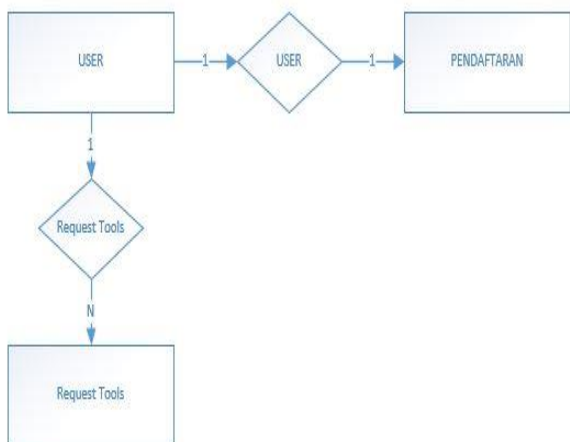 USER
1
USER
1
PENDAFTARAN
1
Request Tools
N
Request Tools